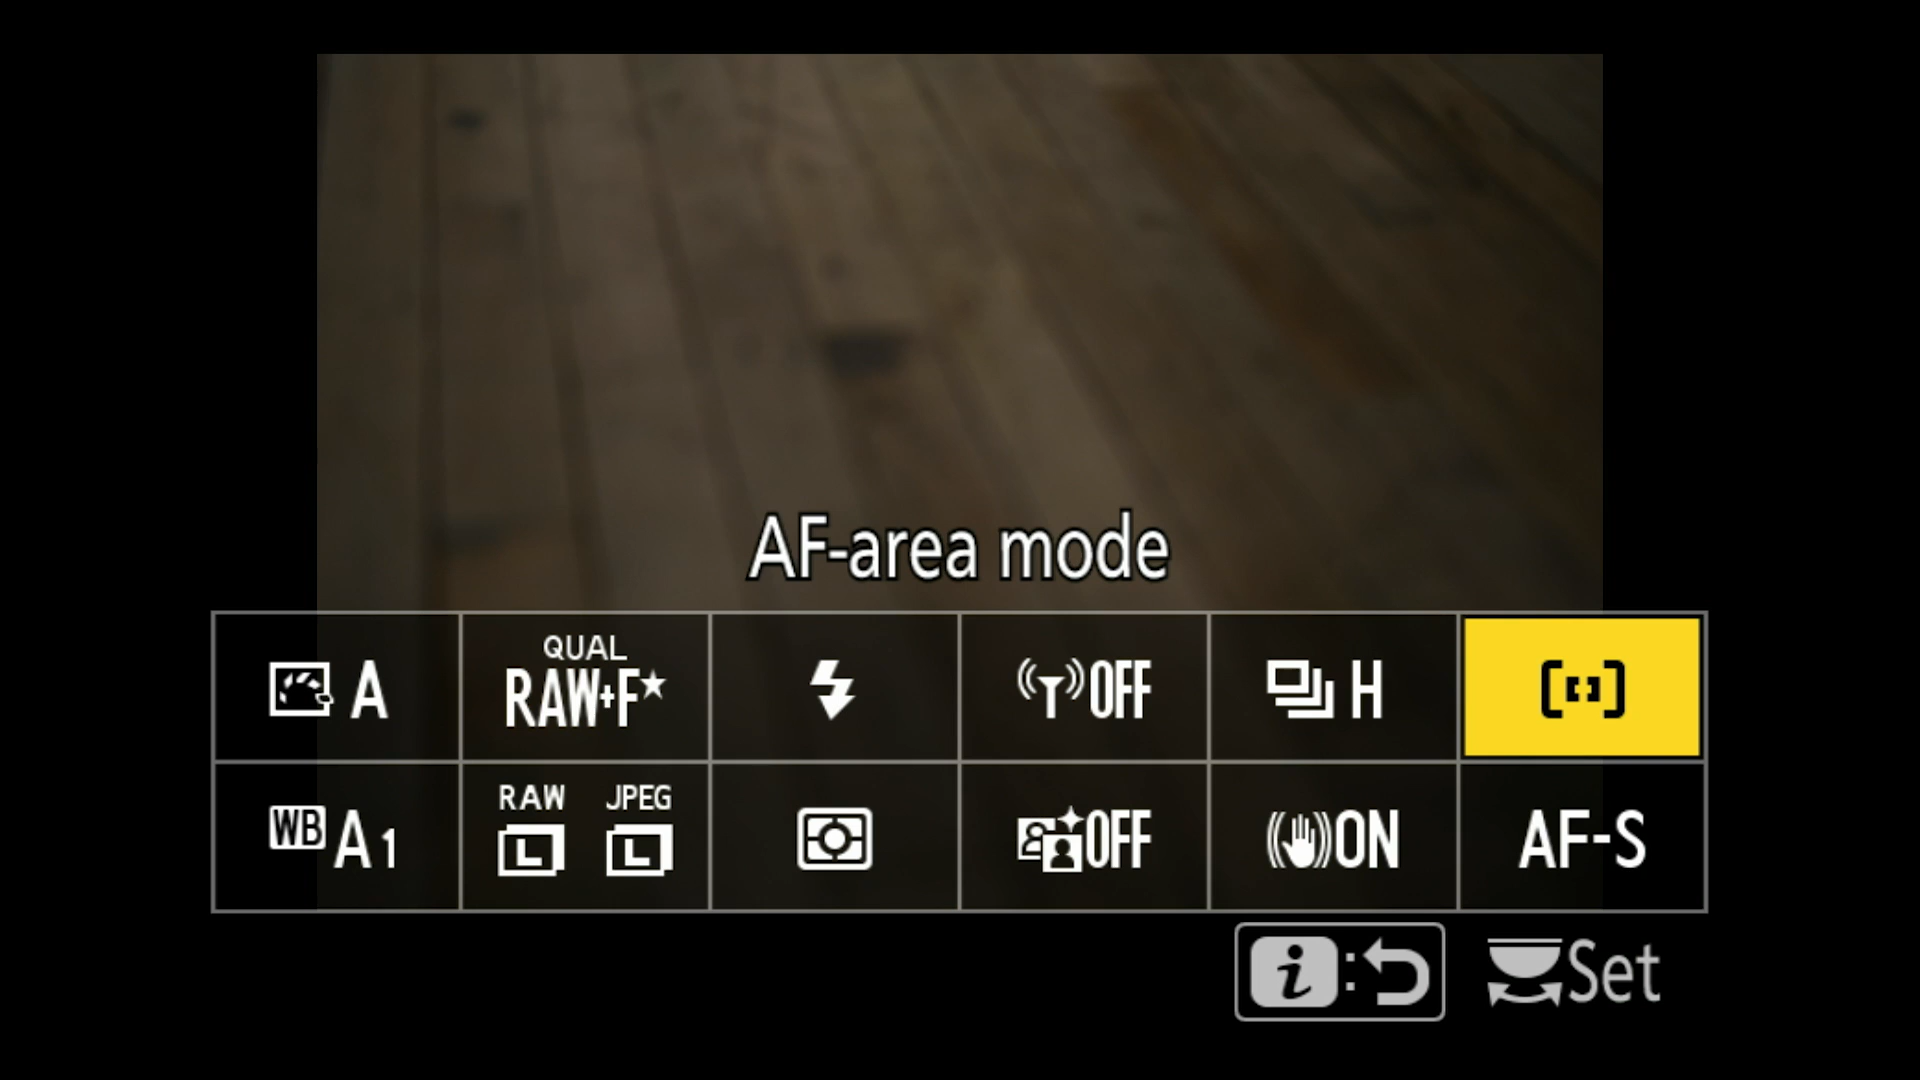 AF-area mode
A
QUAL
RAW+F★
OFF
H
WB A1
RAW JPEG
L L
OFF
ON
AF-S
i : Set